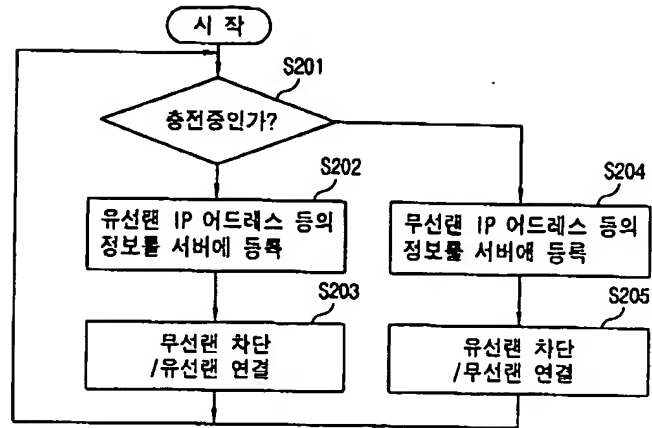 시 작
S201
충전중인가?
S202
유선랜 IP 어드레스 등의
정보를 서버에 등록
S204
무선랜 IP 어드레스 등의
정보를 서버에 등록
S203
무선랜 차단
/유선랜 연결
S205
유선랜 차단
/무선랜 연결